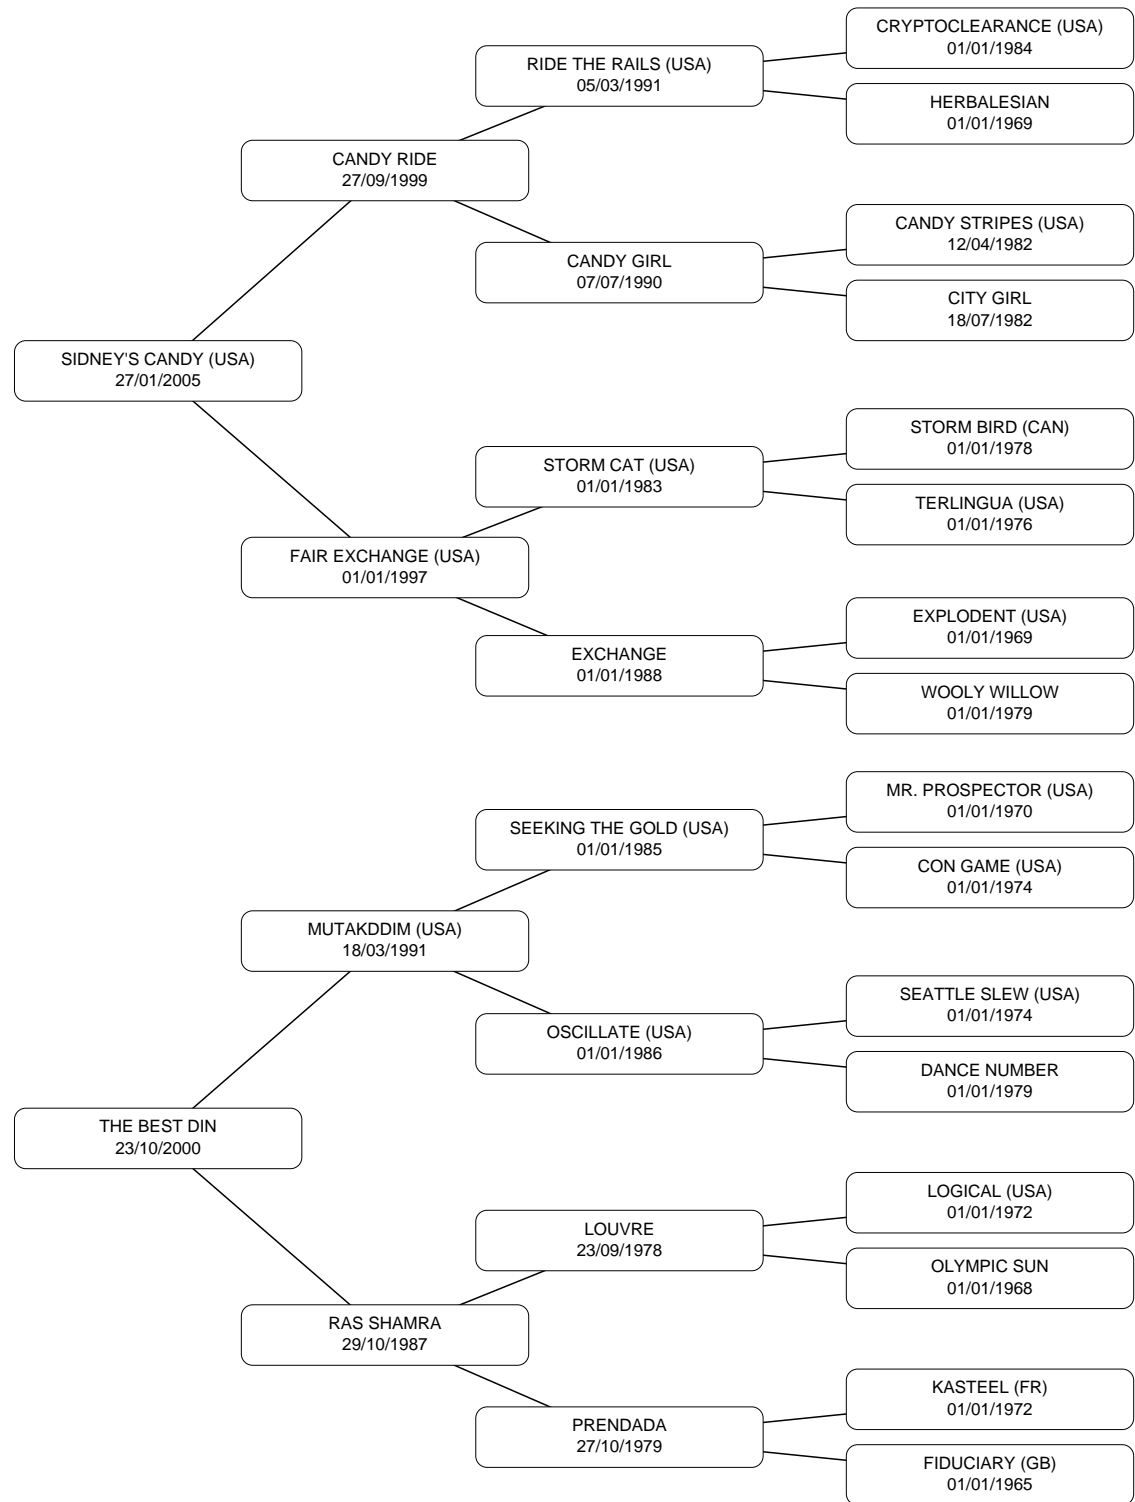 CRYPTOCLEARANCE (USA)
01/01/1984
RIDE THE RAILS (USA)
05/03/1991
HERBALESIAN
01/01/1969
CANDY RIDE
27/09/1999
CANDY STRIPES (USA)
12/04/1982
CANDY GIRL
07/07/1990
CITY GIRL
18/07/1982
SIDNEY'S CANDY (USA)
27/01/2005
STORM BIRD (CAN)
01/01/1978
STORM CAT (USA)
01/01/1983
TERLINGUA (USA)
01/01/1976
FAIR EXCHANGE (USA)
01/01/1997
EXPLODENT (USA)
01/01/1969
EXCHANGE
01/01/1988
WOOLY WILLOW
01/01/1979
MR. PROSPECTOR (USA)
01/01/1970
SEEKING THE GOLD (USA)
01/01/1985
CON GAME (USA)
01/01/1974
MUTAKDDIM (USA)
18/03/1991
SEATTLE SLEW (USA)
01/01/1974
OSCILLATE (USA)
01/01/1986
DANCE NUMBER
01/01/1979
THE BEST DIN
23/10/2000
LOGICAL (USA)
01/01/1972
LOUVRE
23/09/1978
OLYMPIC SUN
01/01/1968
RAS SHAMRA
29/10/1987
KASTEEL (FR)
01/01/1972
PRENDADA
27/10/1979
FIDUCIARY (GB)
01/01/1965